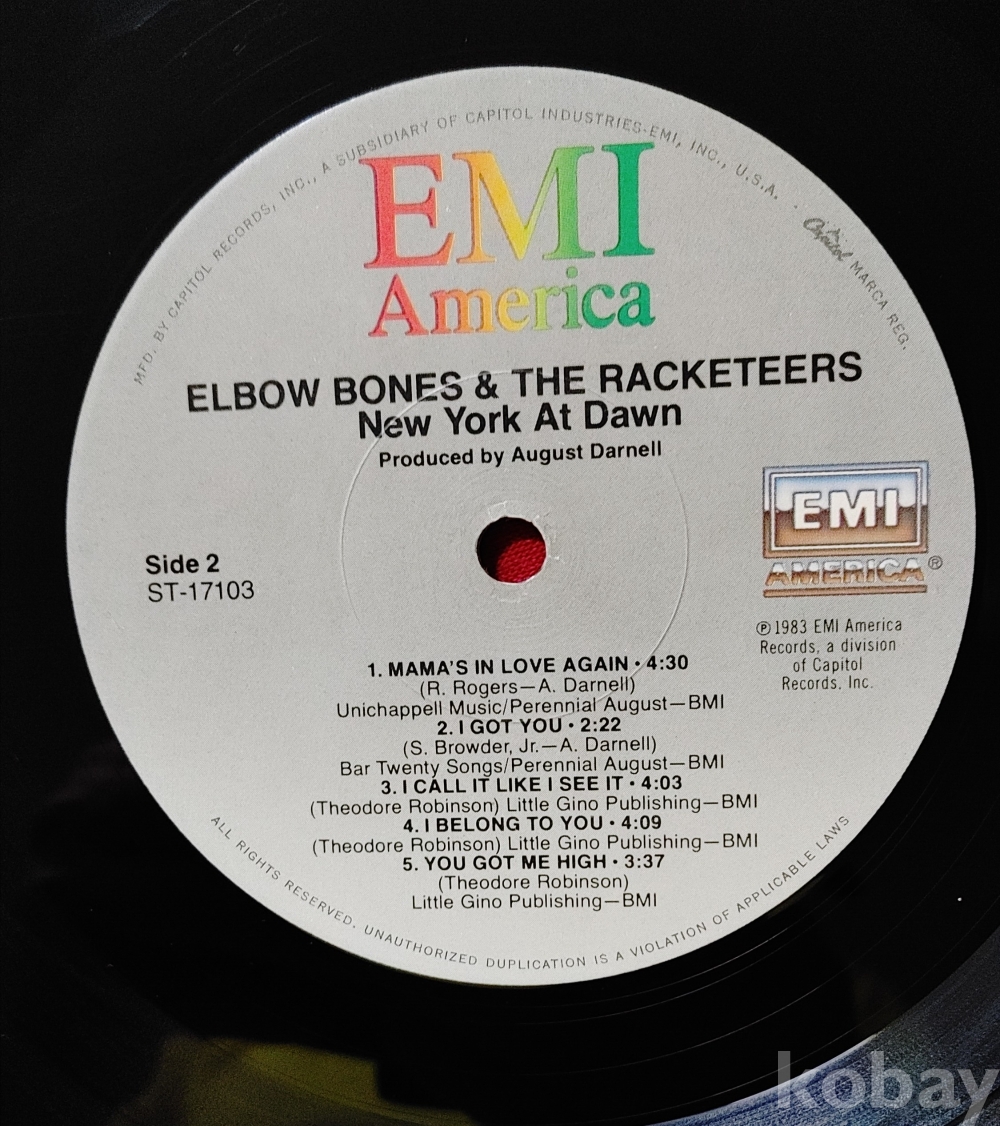 MFD. BY CAPITOL RECORDS, INC., A SUBSIDIARY OF CAPITOL INDUSTRIES-EMI, INC., U.S.A. · Capitol MARCA REG.
EMI
America
ELBOW BONES & THE RACKETEERS
New York At Dawn
Produced by August Darnell
EMI
AMERICA®
Side 2
ST-17103
℗1983 EMI America
Records, a division
of Capitol
Records, Inc.
1. MAMA'S IN LOVE AGAIN • 4:30
(R. Rogers—A. Darnell)
Unichappell Music/Perennial August—BMI
2. I GOT YOU • 2:22
(S. Browder, Jr.—A. Darnell)
Bar Twenty Songs/Perennial August—BMI
3. I CALL IT LIKE I SEE IT • 4:03
(Theodore Robinson) Little Gino Publishing—BMI
4. I BELONG TO YOU • 4:09
(Theodore Robinson) Little Gino Publishing—BMI
5. YOU GOT ME HIGH • 3:37
(Theodore Robinson)
Little Gino Publishing—BMI
ALL RIGHTS RESERVED. UNAUTHORIZED DUPLICATION IS A VIOLATION OF APPLICABLE LAWS
kobay